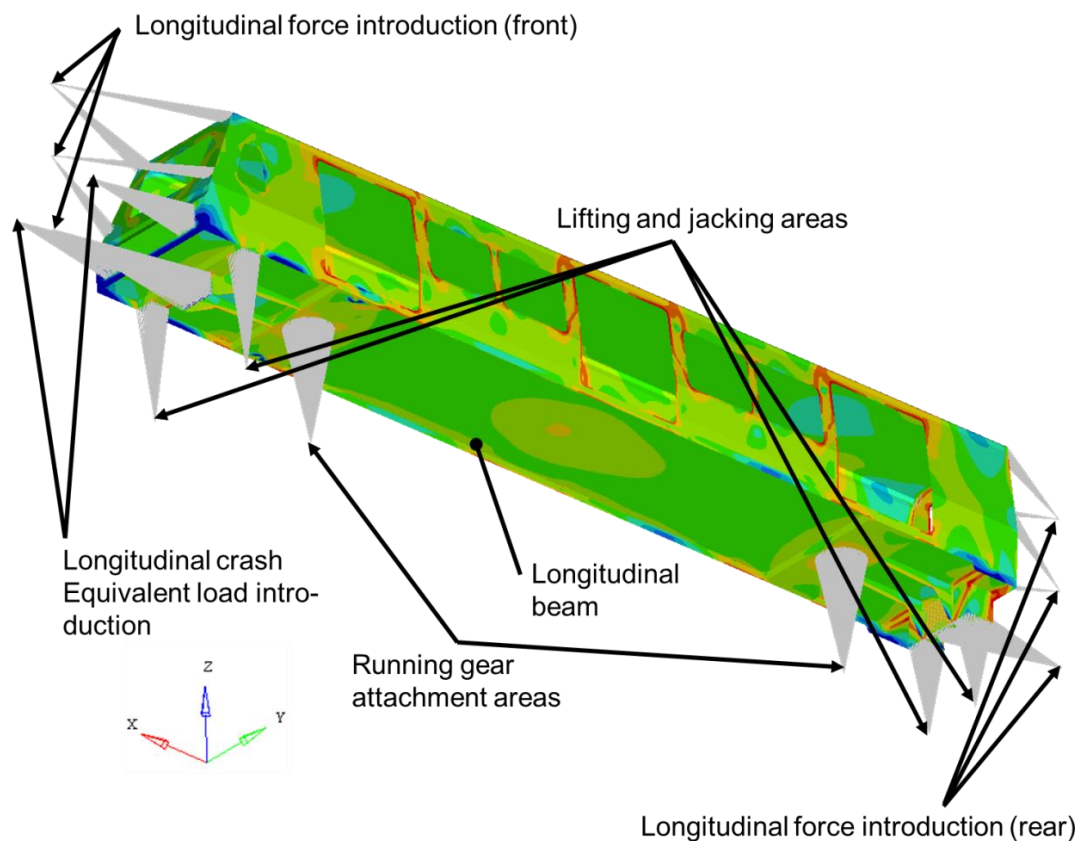 Longitudinal force introduction (front)
Lifting and jacking areas
Longitudinal crash
Equivalent load intro-
duction
Longitudinal
beam
Running gear
attachment areas
Z
X
Y
Longitudinal force introduction (rear)